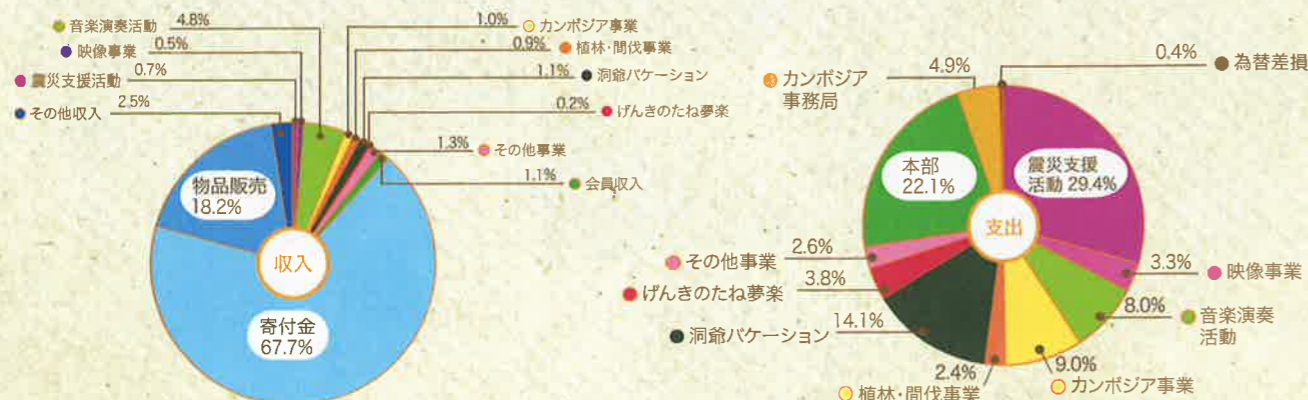 音楽演奏活動 4.8%
映像事業 0.5%
震災支援活動 0.7%
その他収入 2.5%
1.0% カンボジア事業
0.9% 植林・間伐事業
1.1% 洞爺バケーション
0.2% げんきのたね夢楽
1.3% その他事業
1.1% 会員収入
物品販売
18.2%
収入
寄付金
67.7%
カンボジア
事務局
4.9%
0.4% 為替差損
本部
22.1%
震災支援
活動 29.4%
支出
その他事業 2.6%
げんきのたね夢楽 3.8%
洞爺バケーション 14.1%
2.4%
植林・間伐事業
9.0%
カンボジア事業
8.0% 音楽演奏
活動
3.3% 映像事業